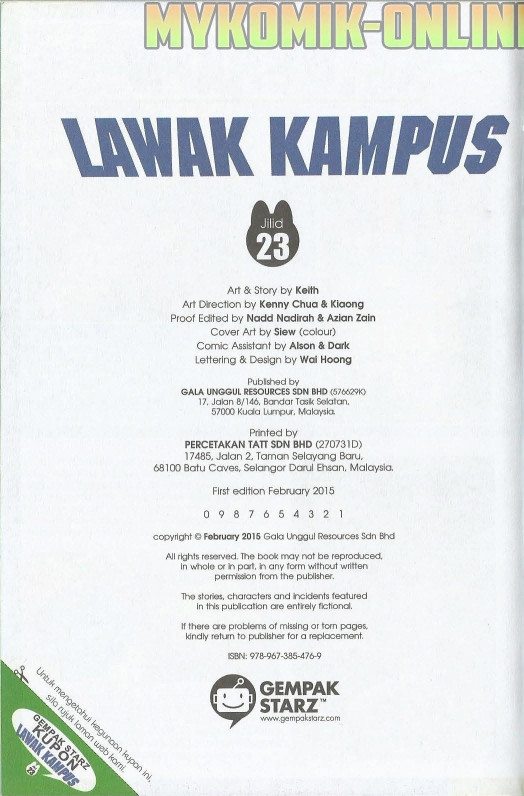 MYKOMIK-ONLINE
LAWAK KAMPUS
Jilid
23
Art & Story by Keith
Art Direction by Kenny Chua & Kiaong
Proof Edited by Nadd Nadirah & Azian Zain
Cover Art by Siew (colour)
Comic Assistant by Alson & Dark
Lettering & Design by Wai Hoong
Published by
GALA UNGGUL RESOURCES SDN BHD (576629K)
17, Jalan 8/146, Bandar Tasik Selatan,
57000 Kuala Lumpur, Malaysia.
Printed by
PERCETAKAN TATT SDN BHD (270731D)
17485, Jalan 2, Taman Selayang Baru,
68100 Batu Caves, Selangor Darul Ehsan, Malaysia.
First edition February 2015
0 9 8 7 6 5 4 3 2 1
copyright © February 2015 Gala Unggul Resources Sdn Bhd
All rights reserved. The book may not be reproduced,
in whole or in part, in any form without written
permission from the publisher.
The stories, characters and incidents featured
in this publication are entirely fictional.
If there are problems of missing or torn pages,
kindly return to publisher for a replacement.
ISBN: 978-967-385-476-9
GEMPAK
STARZ™
www.gempakstarz.com
Untuk mengetahui kegunaan kupon ini,
sila rujuk laman web kami.
GEMPAK STARZ
KUPON
LAWAK KAMPUS
23